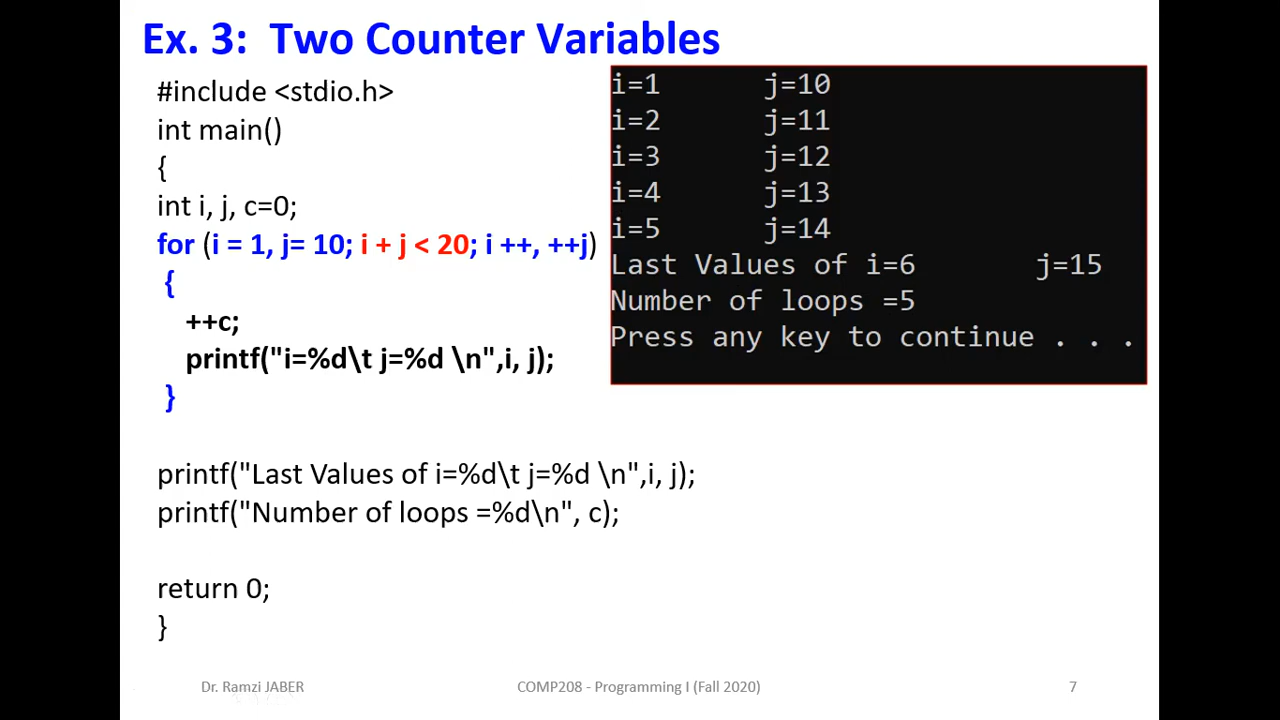 Ex. 3: Two Counter Variables
#include <stdio.h>
int main()
{
int i, j, c=0;
for (i = 1, j= 10; i + j < 20; i ++, ++j)
{
++c;
printf("i=%d\t j=%d \n",i, j);
}
printf("Last Values of i=%d\t j=%d \n",i, j);
printf("Number of loops =%d\n", c);
return 0;
}
i=1 j=10
i=2 j=11
i=3 j=12
i=4 j=13
i=5 j=14
Last Values of i=6 j=15
Number of loops =5
Press any key to continue . . .
Dr. Ramzi JABER
COMP208 - Programming I (Fall 2020)
7